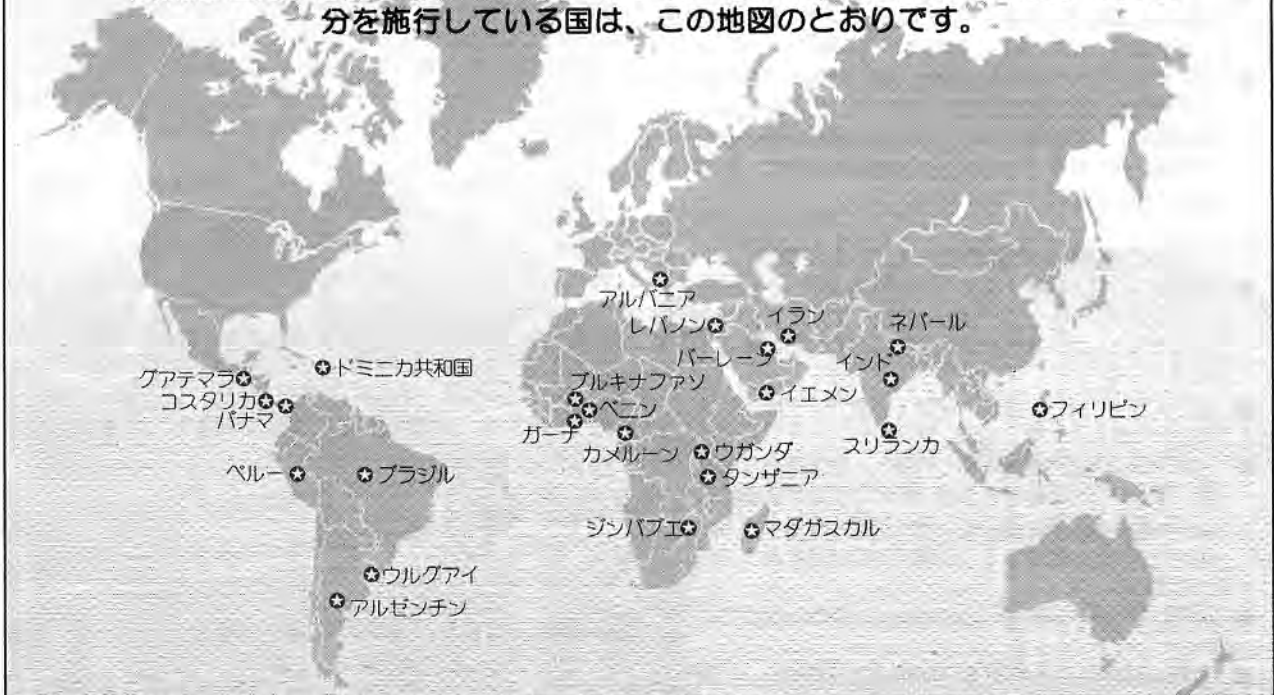 分を施行している国は、この地図のとおりです。
アルバニア
レバノン
イラン
ネパール
バーレーン
インド
ドミニカ共和国
グアテマラ
コスタリカ
パナマ
ブルキナファソ
ベニン
イエメン
フィリピン
ガーナ
カメルーン
ウガンダ
スリランカ
ペルー
ブラジル
タンザニア
ジンバブエ
マダガスカル
ウルグアイ
アルゼンチン